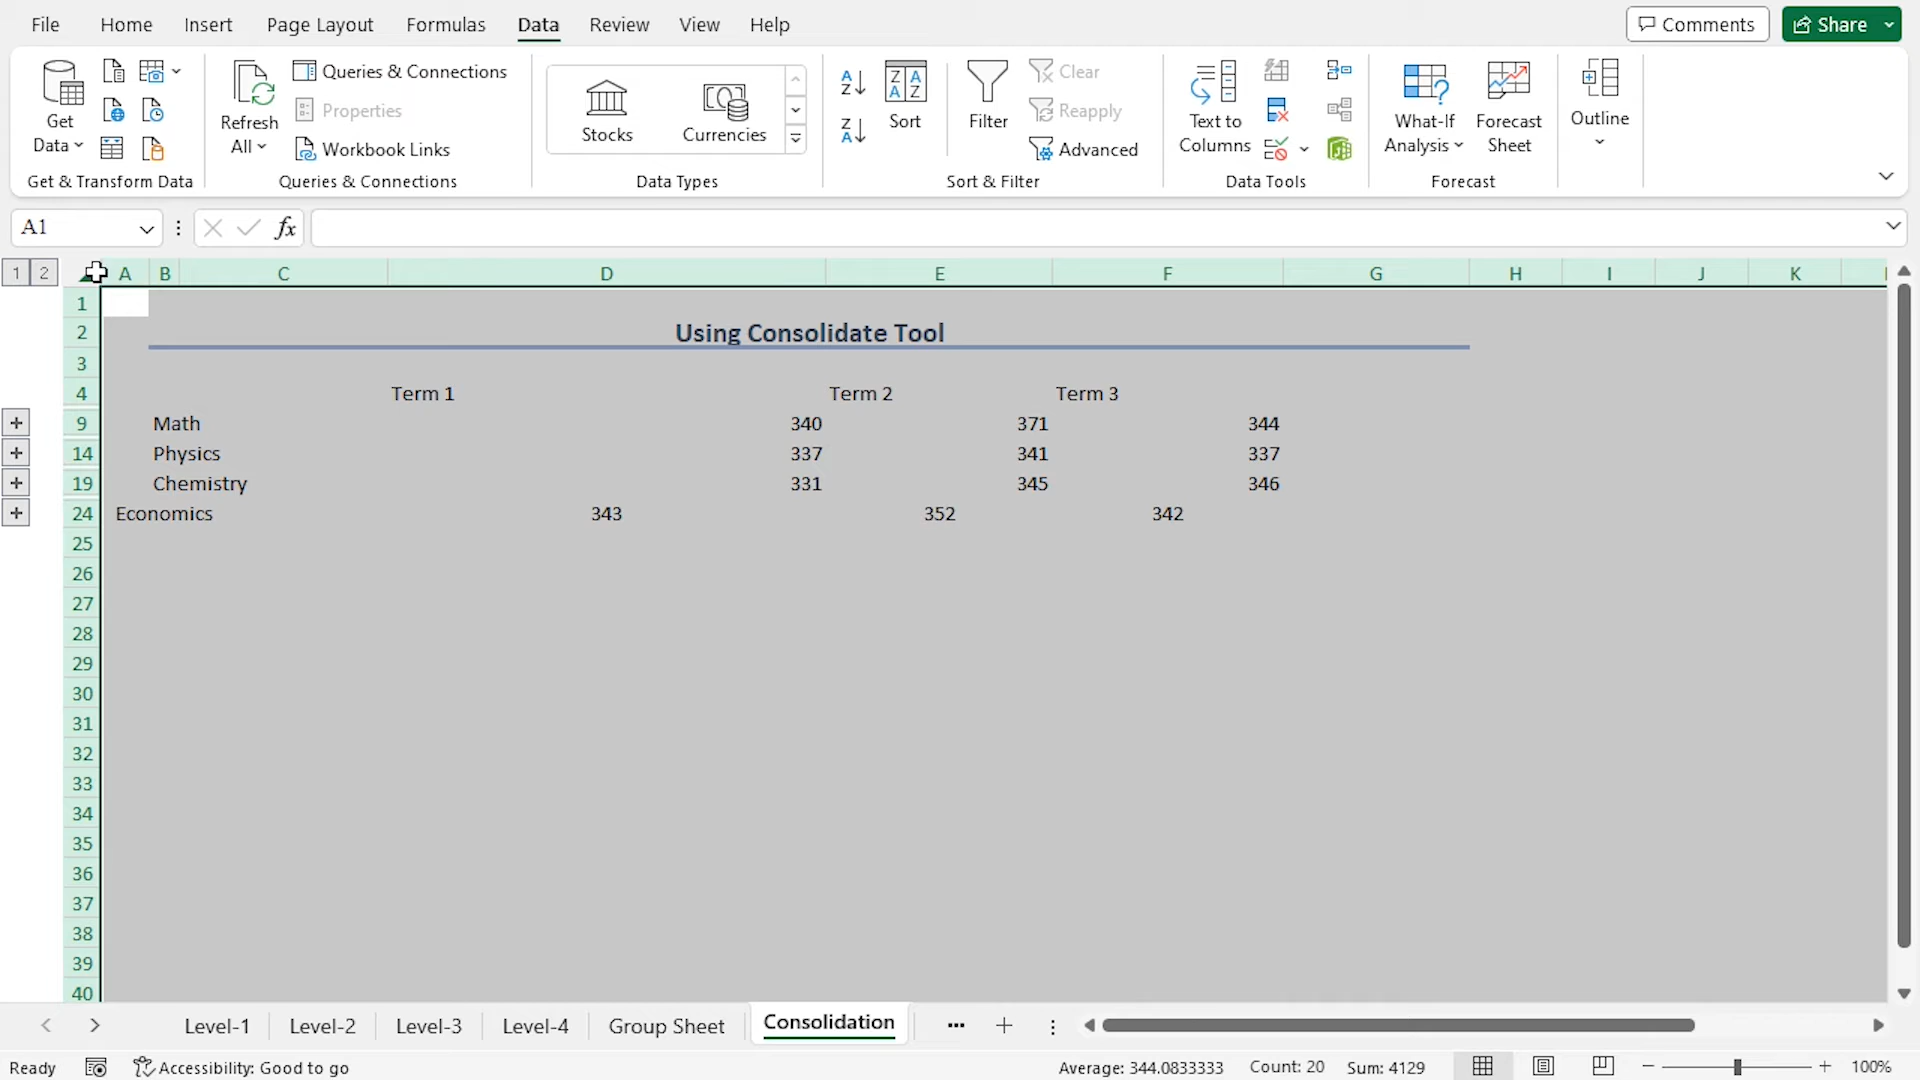 File Home Insert Page Layout Formulas Data Review View Help Comments Share
Get Data Refresh All Queries & Connections Properties Workbook Links Stocks Currencies Sort Filter Clear Reapply Advanced Text to Columns What-If Analysis Forecast Sheet Outline
Get & Transform Data Queries & Connections Data Types Sort & Filter Data Tools Forecast
A1 fx
1 2 A B C D E F G H I J K
1
2 Using Consolidate Tool
3
4 Term 1 Term 2 Term 3
9 Math 340 371 344
14 Physics 337 341 337
19 Chemistry 331 345 346
24 Economics 343 352 342
25
26
27
28
29
30
31
32
33
34
35
36
37
38
39
40
Level-1 Level-2 Level-3 Level-4 Group Sheet Consolidation ...
Ready Accessibility: Good to go Average: 344.0833333 Count: 20 Sum: 4129 100%